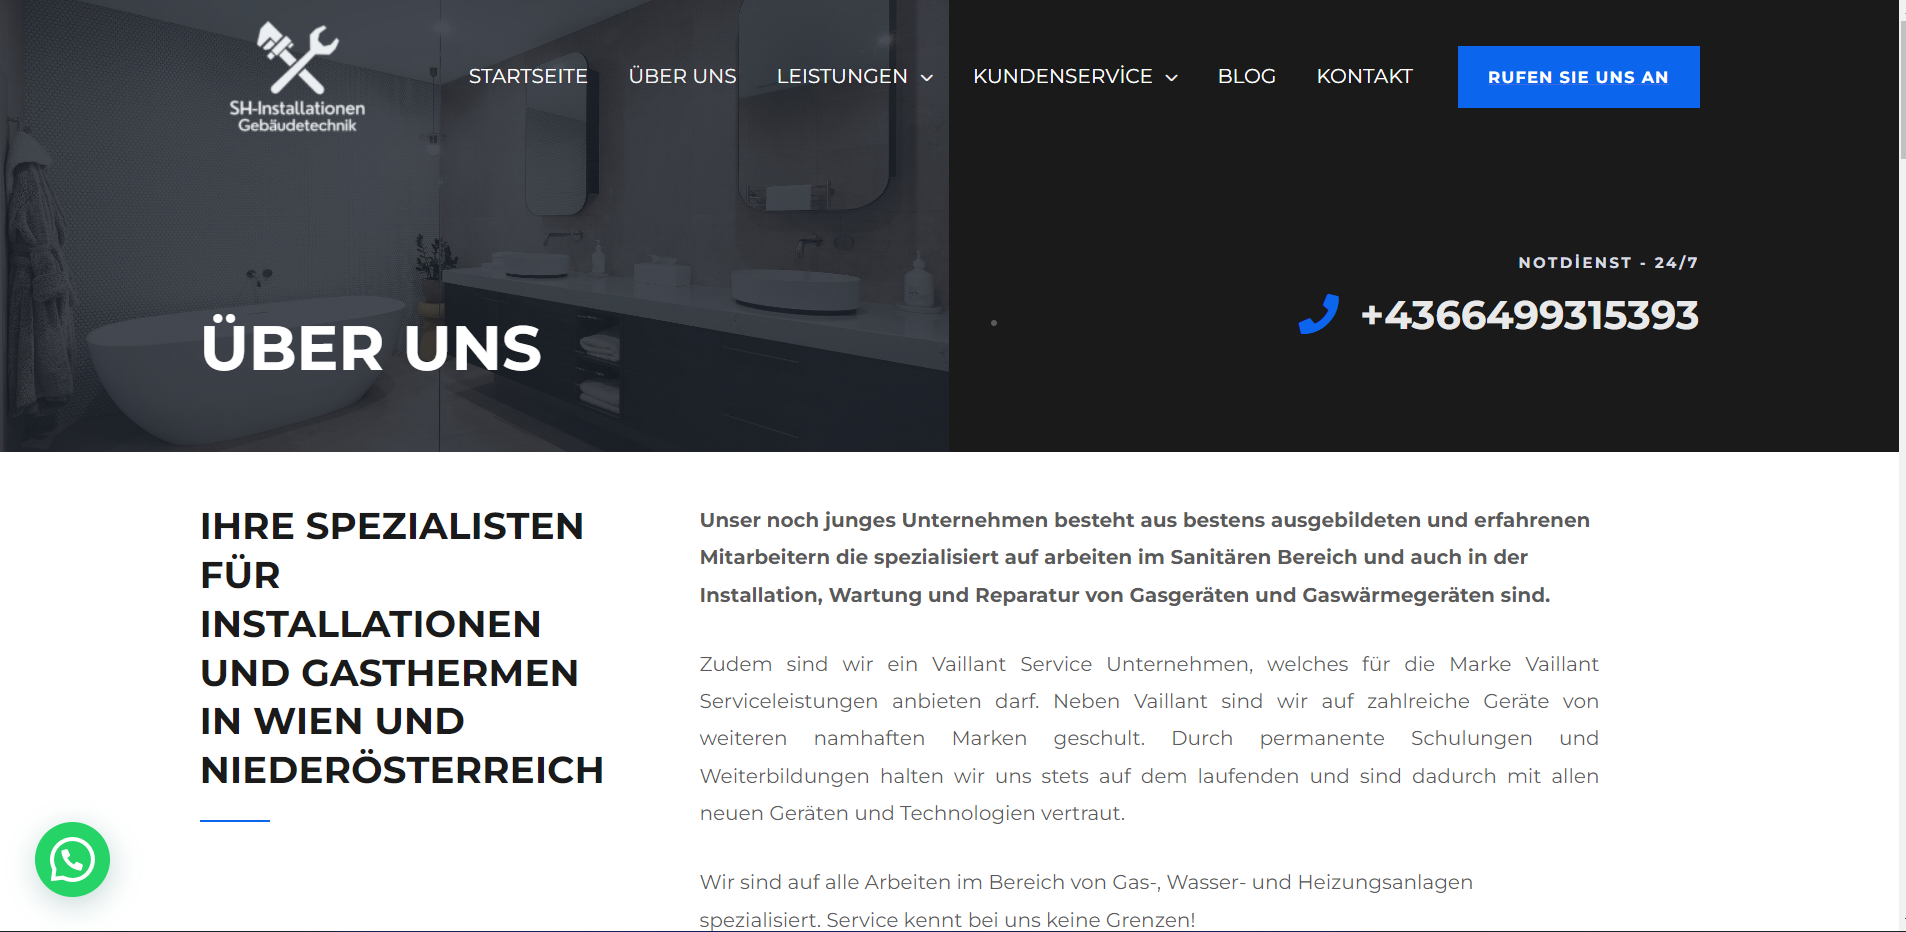 SH-Installationen
Gebäudetechnik
STARTSEITE
ÜBER UNS
LEISTUNGEN
KUNDENSERVİCE
BLOG
KONTAKT
RUFEN SIE UNS AN
NOTDİENST - 24/7
+4366499315393
ÜBER UNS
IHRE SPEZIALISTEN
FÜR
INSTALLATIONEN
UND GASTHERMEN
IN WIEN UND
NIEDERÖSTERREICH
Unser noch junges Unternehmen besteht aus bestens ausgebildeten und erfahrenen
Mitarbeitern die spezialisiert auf arbeiten im Sanitären Bereich und auch in der
Installation, Wartung und Reparatur von Gasgeräten und Gaswärmegeräten sind.
Zudem sind wir ein Vaillant Service Unternehmen, welches für die Marke Vaillant
Serviceleistungen anbieten darf. Neben Vaillant sind wir auf zahlreiche Geräte von
weiteren namhaften Marken geschult. Durch permanente Schulungen und
Weiterbildungen halten wir uns stets auf dem laufenden und sind dadurch mit allen
neuen Geräten und Technologien vertraut.
Wir sind auf alle Arbeiten im Bereich von Gas-, Wasser- und Heizungsanlagen
spezialisiert. Service kennt bei uns keine Grenzen!